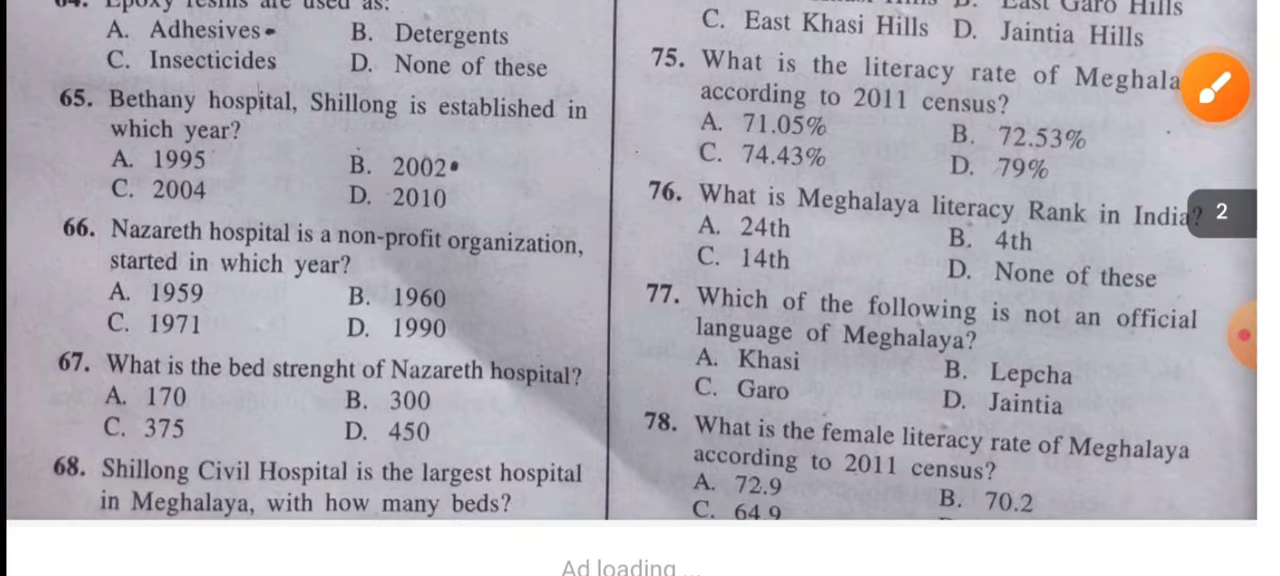 64. Epoxy resins are used as:
A. Adhesives
B. Detergents
C. Insecticides
D. None of these
65. Bethany hospital, Shillong is established in
which year?
A. 1995
B. 2002
C. 2004
D. 2010
66. Nazareth hospital is a non-profit organization,
started in which year?
A. 1959
B. 1960
C. 1971
D. 1990
67. What is the bed strenght of Nazareth hospital?
A. 170
B. 300
C. 375
D. 450
68. Shillong Civil Hospital is the largest hospital
in Meghalaya, with how many beds?
D. East Garo Hills
C. East Khasi Hills D. Jaintia Hills
75. What is the literacy rate of Meghala
according to 2011 census?
A. 71.05%
B. 72.53%
C. 74.43%
D. 79%
76. What is Meghalaya literacy Rank in India?
A. 24th
B. 4th
C. 14th
D. None of these
77. Which of the following is not an official
language of Meghalaya?
A. Khasi
B. Lepcha
C. Garo
D. Jaintia
78. What is the female literacy rate of Meghalaya
according to 2011 census?
A. 72.9
B. 70.2
C. 64.9
2
Ad loading ...